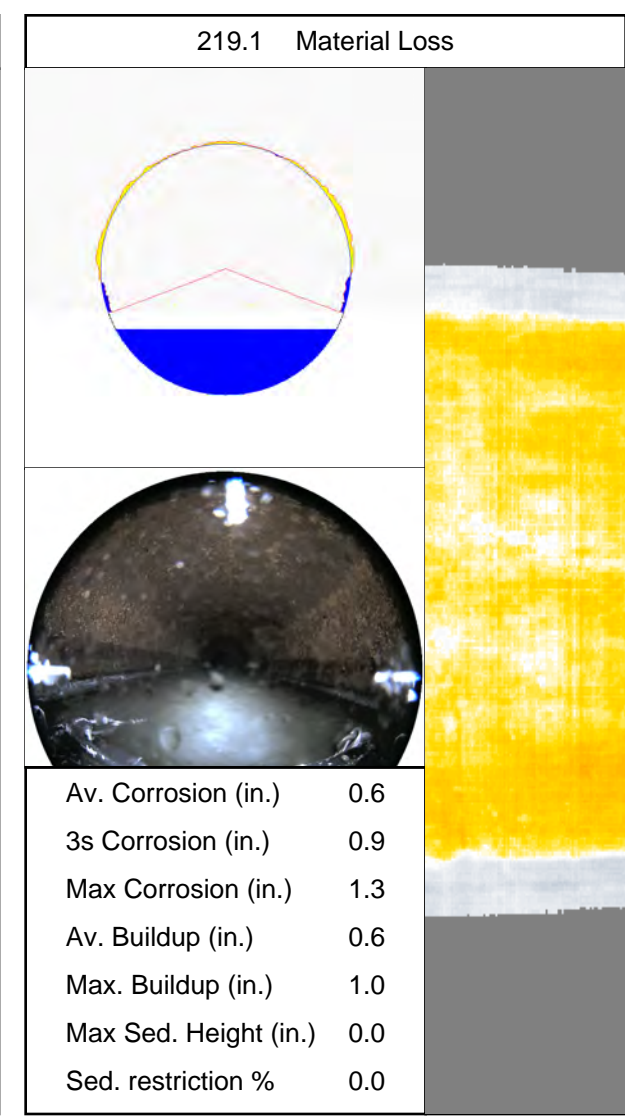 219.1 Material Loss
Av. Corrosion (in.) 0.6
3s Corrosion (in.) 0.9
Max Corrosion (in.) 1.3
Av. Buildup (in.) 0.6
Max. Buildup (in.) 1.0
Max Sed. Height (in.) 0.0
Sed. restriction % 0.0